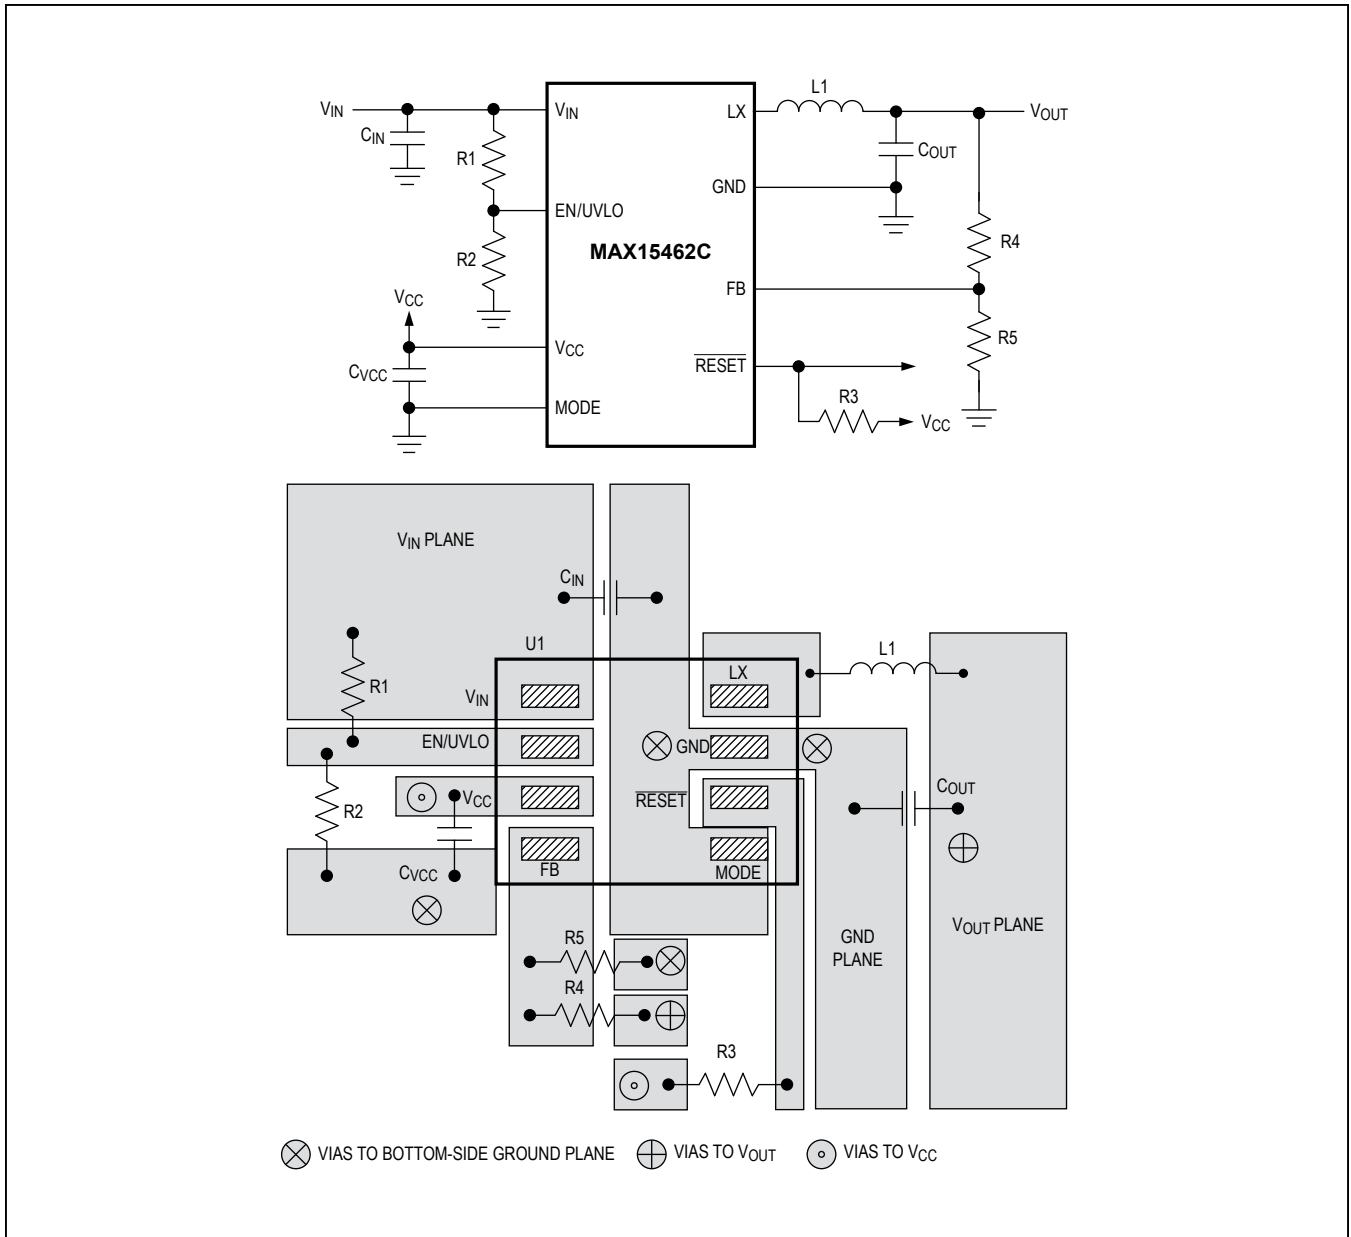 L1
VIN
VIN
LX
VOUT
CIN
COUT
R1
GND
EN/UVLO
R4
R2
MAX15462C
FB
VCC
R5
VCC
RESET
CVCC
R3
MODE
VCC
VIN PLANE
CIN
U1
L1
LX
R1
VIN
EN/UVLO
GND
COUT
VCC
RESET
R2
CVCC
FB
MODE
VOUT PLANE
GND
PLANE
R5
R4
R3
VIAS TO BOTTOM-SIDE GROUND PLANE
VIAS TO VOUT
VIAS TO VCC